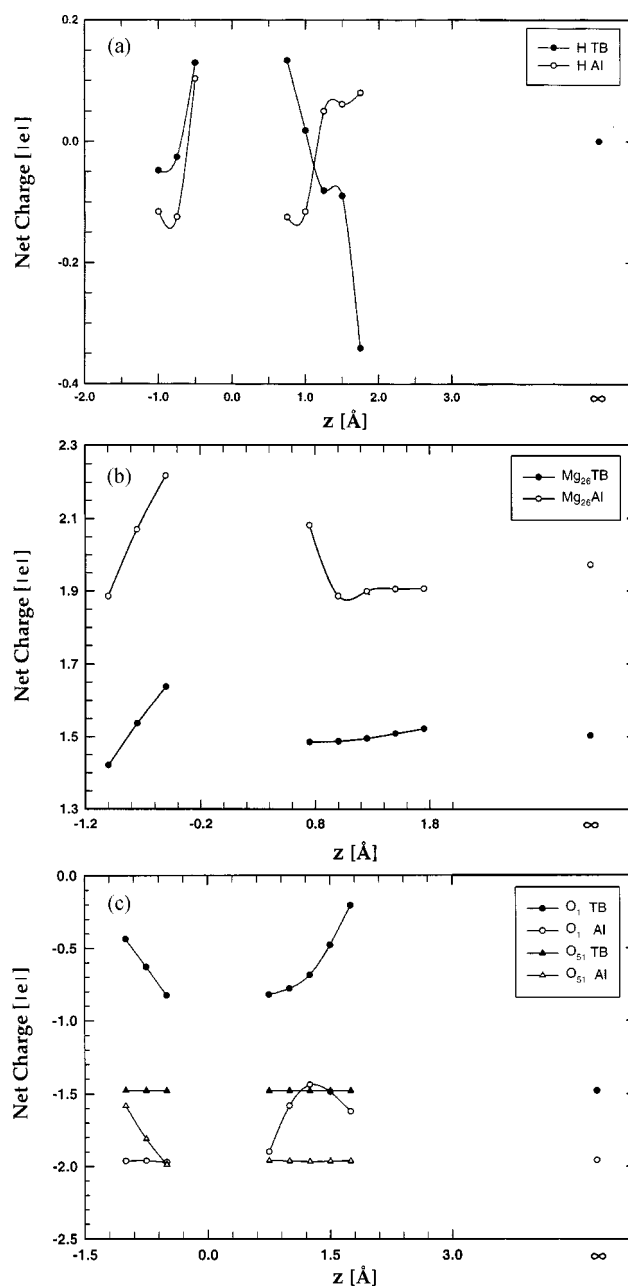 (a)
H TB
H AI
0.2
0.0
-0.2
-0.4
Net Charge [|e|]
-2.0 -1.0 0.0 1.0 2.0 3.0 ∞
z [Å]
(b)
Mg26TB
Mg26AI
2.3
2.1
1.9
1.7
1.5
1.3
Net Charge [|e|]
-1.2 -0.2 0.8 1.8 ∞
z [Å]
(c)
O1 TB
O1 AI
O51 TB
O51 AI
0.0
-0.5
-1.0
-1.5
-2.0
-2.5
Net Charge [|e|]
-1.5 0.0 1.5 3.0 ∞
z [Å]